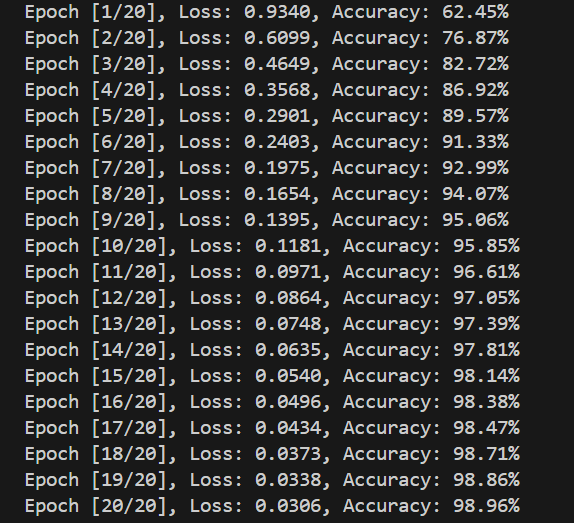 Epoch [1/20], Loss: 0.9340, Accuracy: 62.45%
Epoch [2/20], Loss: 0.6099, Accuracy: 76.87%
Epoch [3/20], Loss: 0.4649, Accuracy: 82.72%
Epoch [4/20], Loss: 0.3568, Accuracy: 86.92%
Epoch [5/20], Loss: 0.2901, Accuracy: 89.57%
Epoch [6/20], Loss: 0.2403, Accuracy: 91.33%
Epoch [7/20], Loss: 0.1975, Accuracy: 92.99%
Epoch [8/20], Loss: 0.1654, Accuracy: 94.07%
Epoch [9/20], Loss: 0.1395, Accuracy: 95.06%
Epoch [10/20], Loss: 0.1181, Accuracy: 95.85%
Epoch [11/20], Loss: 0.0971, Accuracy: 96.61%
Epoch [12/20], Loss: 0.0864, Accuracy: 97.05%
Epoch [13/20], Loss: 0.0748, Accuracy: 97.39%
Epoch [14/20], Loss: 0.0635, Accuracy: 97.81%
Epoch [15/20], Loss: 0.0540, Accuracy: 98.14%
Epoch [16/20], Loss: 0.0496, Accuracy: 98.38%
Epoch [17/20], Loss: 0.0434, Accuracy: 98.47%
Epoch [18/20], Loss: 0.0373, Accuracy: 98.71%
Epoch [19/20], Loss: 0.0338, Accuracy: 98.86%
Epoch [20/20], Loss: 0.0306, Accuracy: 98.96%